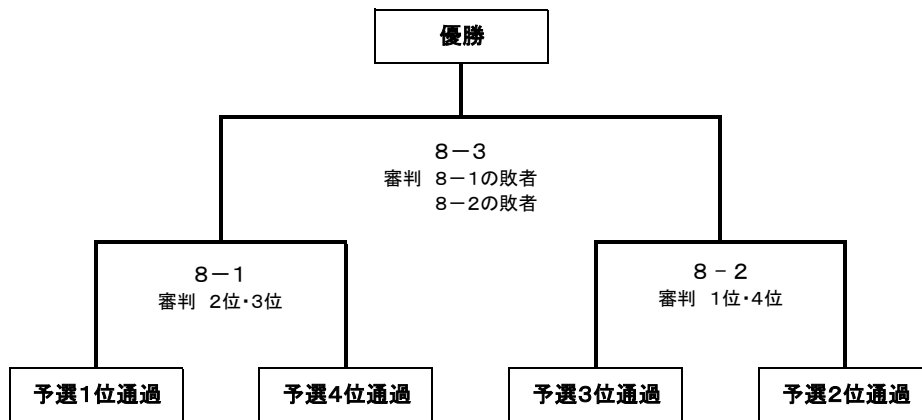 優勝
8－3
審判 8－1の敗者
8－2の敗者
8－1
審判 2位・3位
8－2
審判 1位・4位
予選1位通過
予選4位通過
予選3位通過
予選2位通過